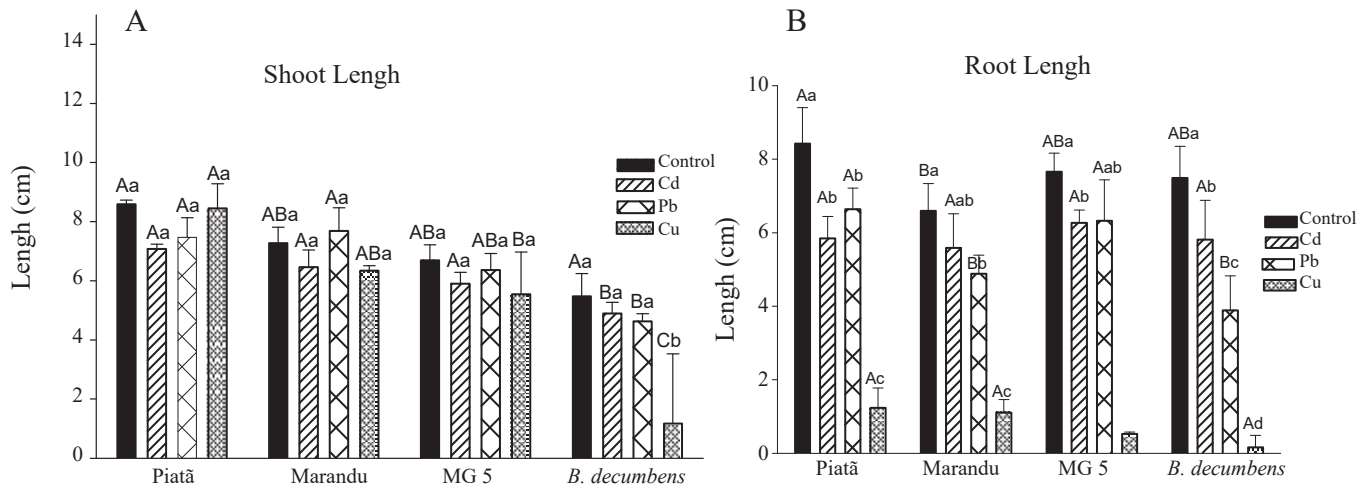 A
Shoot Lengh
Lengh (cm)
14
12
10
8
6
4
2
0
Aa
Aa
Aa
Aa
ABa
Aa
Aa
ABa
ABa
Aa
ABa
Ba
Aa
Ba
Ba
Cb
Control
Cd
Pb
Cu
Piatã
Marandu
MG 5
B. decumbens
B
Root Lengh
Lengh (cm)
10
8
6
4
2
0
Aa
Ab
Ab
Ac
Ba
Aab
Bb
Ac
ABa
Ab
Aab
ABa
Ab
Bc
Ad
Control
Cd
Pb
Cu
Piatã
Marandu
MG 5
B. decumbens